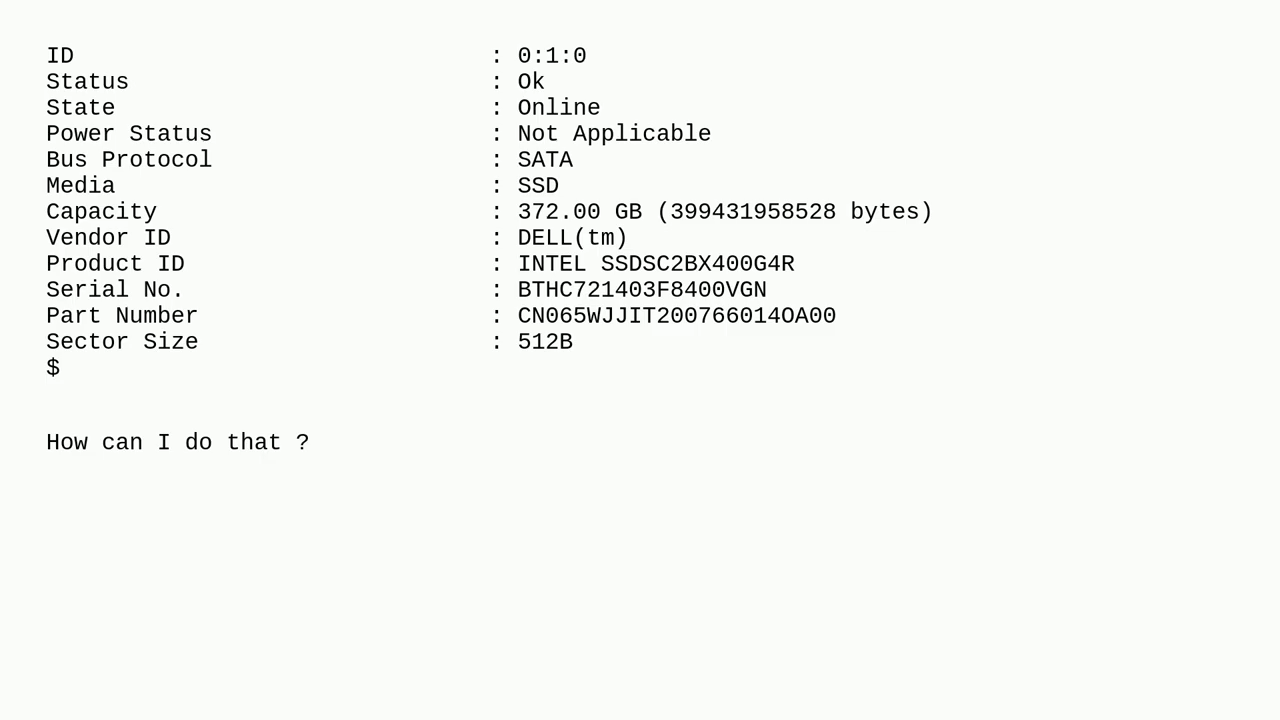 ID : 0:1:0
Status : Ok
State : Online
Power Status : Not Applicable
Bus Protocol : SATA
Media : SSD
Capacity : 372.00 GB (399431958528 bytes)
Vendor ID : DELL(tm)
Product ID : INTEL SSDSC2BX400G4R
Serial No. : BTHC721403F8400VGN
Part Number : CN065WJJIT200766014OA00
Sector Size : 512B
$
How can I do that ?